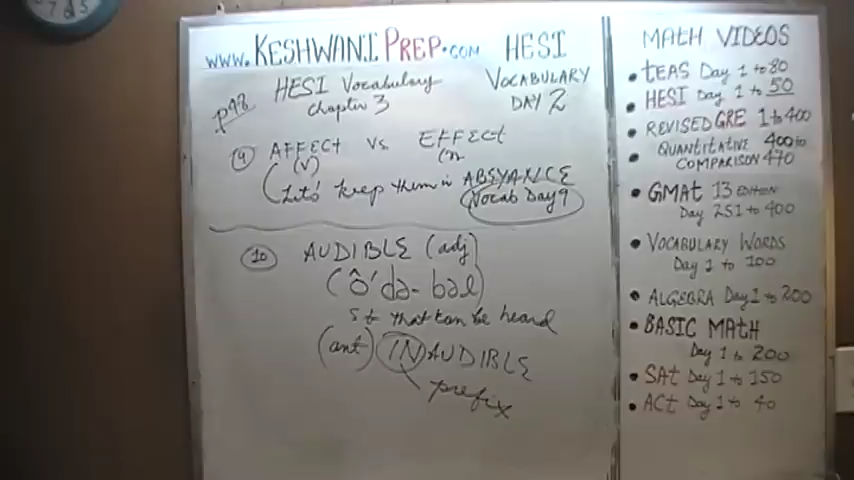 7 6 5
www.KESHWANIPREP.com
HESI
HESI Vocabulary
VOCABULARY
p98
chapter 3
DAY 2
9 AFFECt vs EFFECt
(v) (n
(Let's keep them in ABEYANCE
Vocab Day 9
10 AUDIBLE (adj)
(ô'də-bəl)
that can be heard
(ant) INAUDIBLE
prefix
MATH VIDEOS
• tEAS Day 1 to 80
• HESI Day 1 to 50
• REVISED GRE 1 to 400
• QUANTITATIVE 400 to
COMPARISON 470
• GMAt 13 EDITION
Day 251 to 400
• VOCABULARY WORDS
Day 1 to 100
• ALGEBRA Day 1 to 200
• BASIC MAtH
Day 1 to 200
• SAt Day 1 to 150
• ACt Day 1 to 40